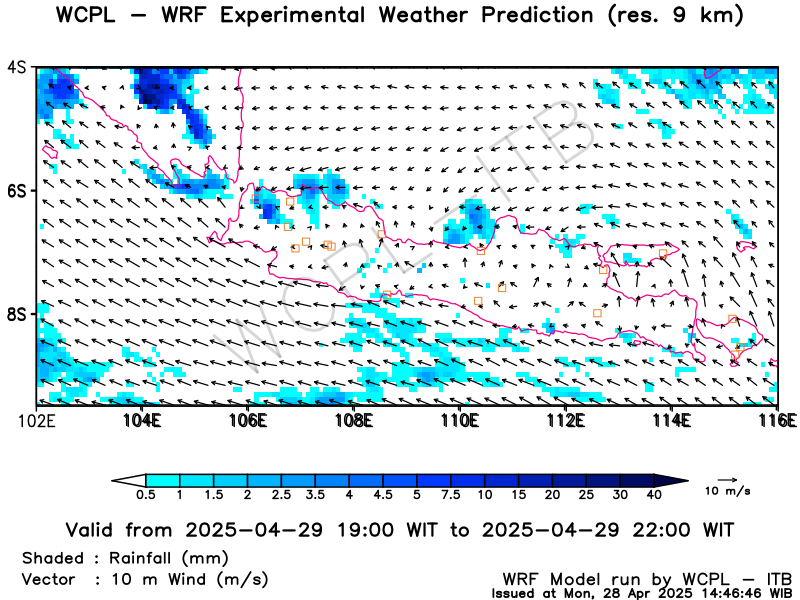 WCPL – WRF Experimental Weather Prediction (res. 9 km)
4S
6S
8S
WCPL-ITB
102E 104E 106E 108E 110E 112E 114E 116E
0.5 1 1.5 2 2.5 3.5 4 4.5 5 7.5 10 15 20 25 30 40
10 m/s
Valid from 2025-04-29 19:00 WIT to 2025-04-29 22:00 WIT
Shaded : Rainfall (mm)
Vector : 10 m Wind (m/s)
WRF Model run by WCPL – ITB
Issued at Mon, 28 Apr 2025 14:46:46 WIB